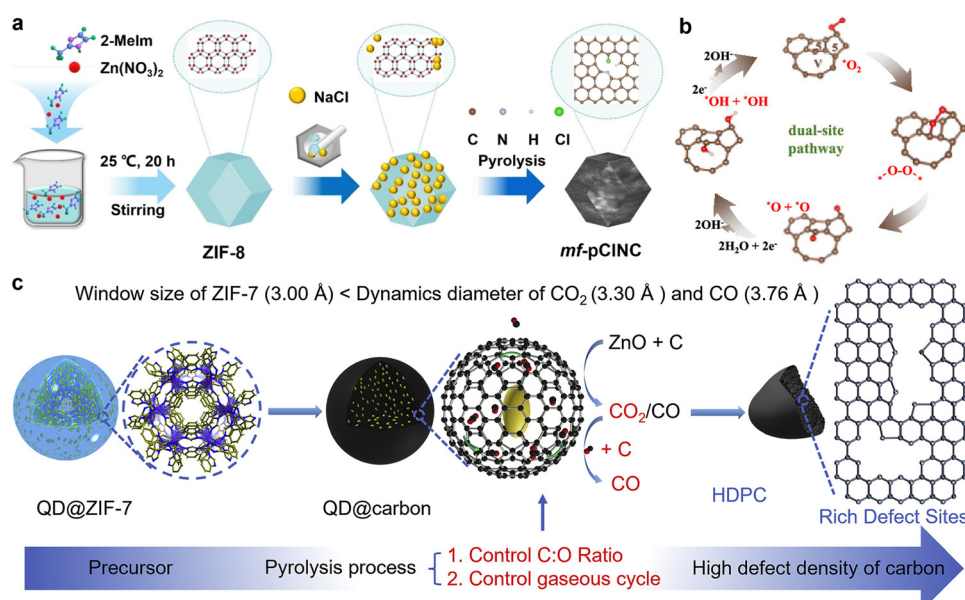 a
2-MeIm
Zn(NO₃)₂
25 ℃, 20 h
Stirring
ZIF-8
NaCl
C N H Cl
Pyrolysis
mf-pClNC
b
2OH⁻
2e⁻
*OH + *OH
5 5
V
*O₂
dual-site
pathway
*O-O*
*O + *O
2OH⁻
2H₂O + 2e⁻
c
Window size of ZIF-7 (3.00 Å) < Dynamics diameter of CO₂ (3.30 Å ) and CO (3.76 Å )
ZnO + C
CO₂/CO
+ C
CO
QD@ZIF-7
QD@carbon
HDPC
Rich Defect Sites
Precursor
Pyrolysis process
1. Control C:O Ratio
2. Control gaseous cycle
High defect density of carbon